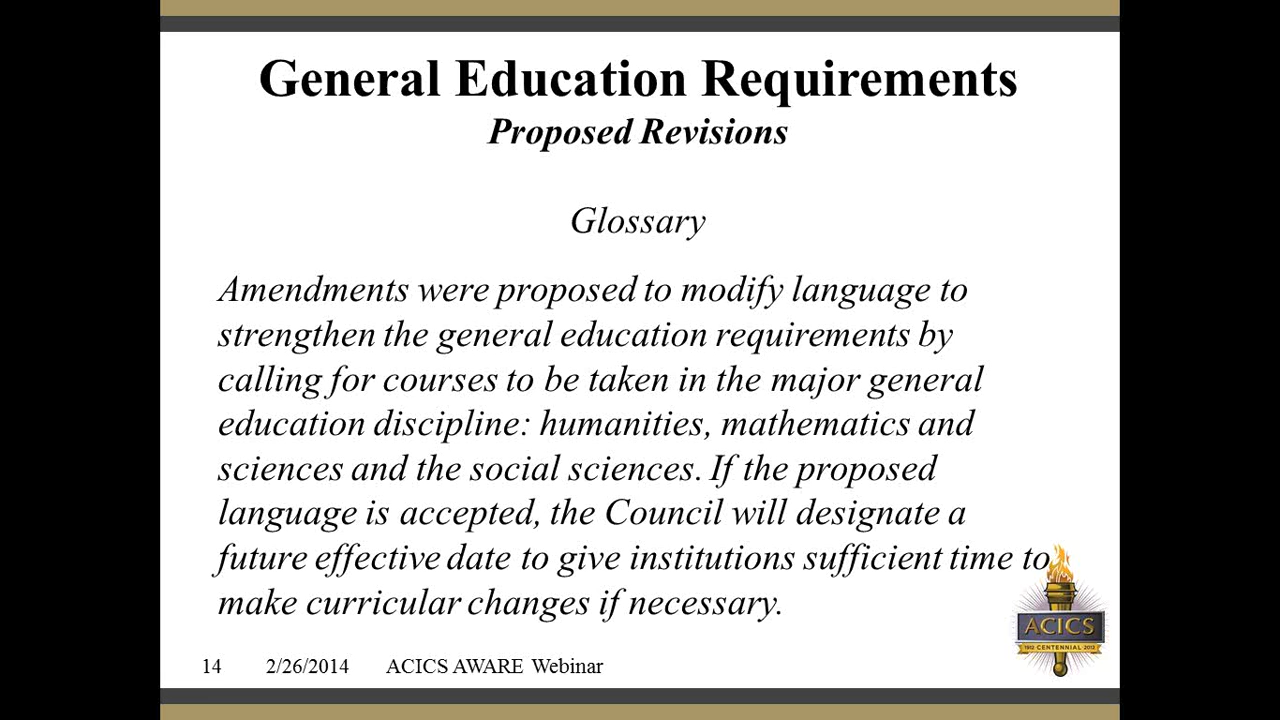 General Education Requirements
Proposed Revisions
Glossary
Amendments were proposed to modify language to
strengthen the general education requirements by
calling for courses to be taken in the major general
education discipline: humanities, mathematics and
sciences and the social sciences. If the proposed
language is accepted, the Council will designate a
future effective date to give institutions sufficient time to
make curricular changes if necessary.
ACICS
1912 CENTENNIAL 2012
14 2/26/2014 ACICS AWARE Webinar